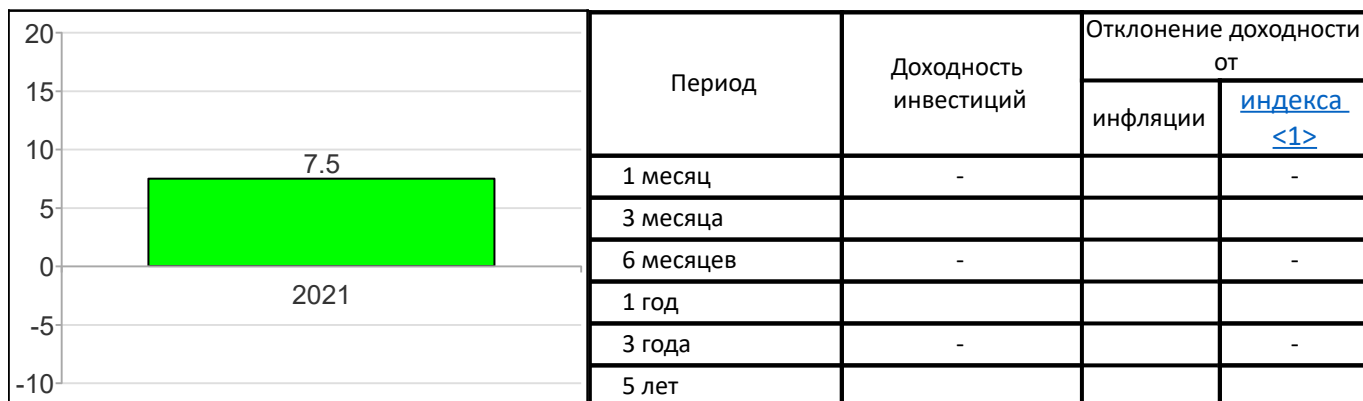 20
15
10
5
0
-5
-10
7.5
2021
Период
Доходность
инвестиций
Отклонение доходности
от
инфляции
индекса
<1>
1 месяц - -
3 месяца
6 месяцев - -
1 год
3 года - -
5 лет